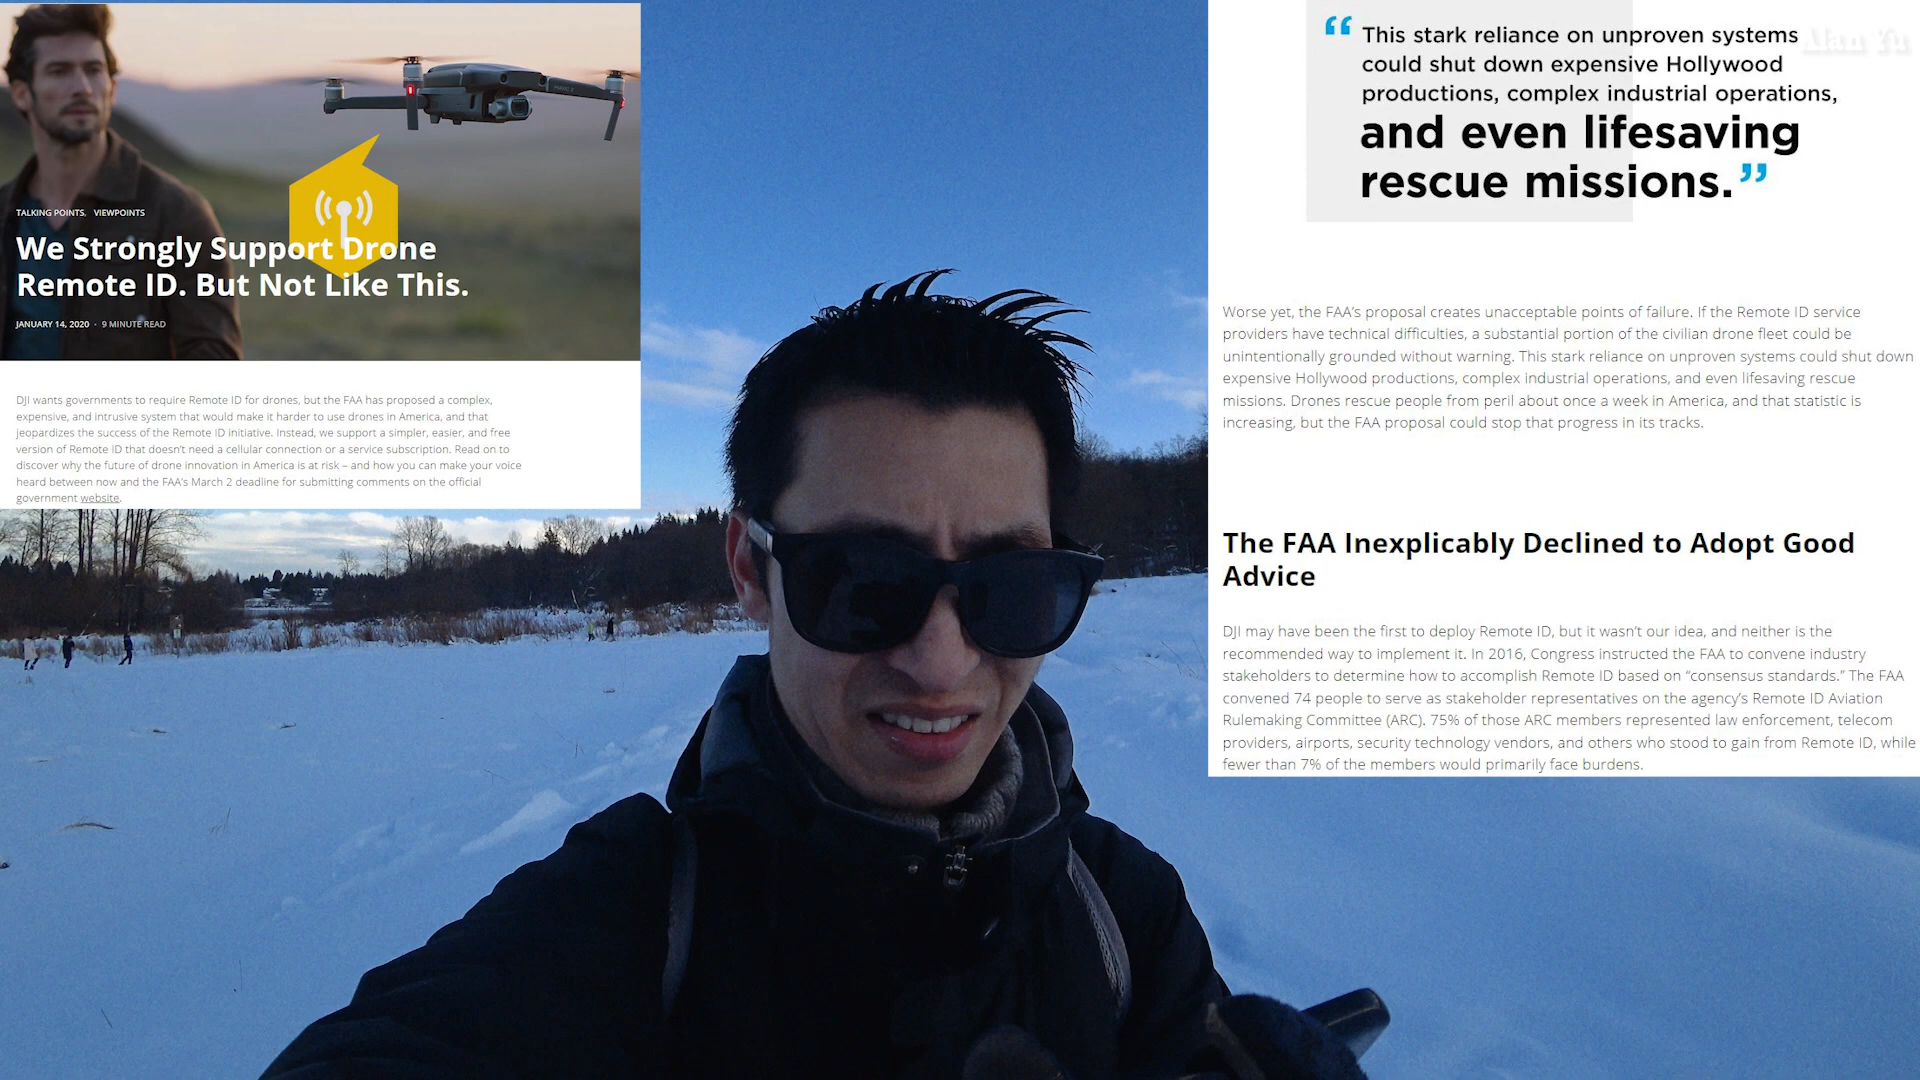 TALKING POINTS, VIEWPOINTS
We Strongly Support Drone
Remote ID. But Not Like This.
JANUARY 14, 2020 · 9 MINUTE READ
DJI wants governments to require Remote ID for drones, but the FAA has proposed a complex,
expensive, and intrusive system that would make it harder to use drones in America, and that
jeopardizes the success of the Remote ID initiative. Instead, we support a simpler, easier, and free
version of Remote ID that doesn't need a cellular connection or a service subscription. Read on to
discover why the future of drone innovation in America is at risk – and how you can make your voice
heard between now and the FAA's March 2 deadline for submitting comments on the official
government website.
“This stark reliance on unproven systems
could shut down expensive Hollywood
productions, complex industrial operations,
and even lifesaving
rescue missions.”
Alan Yu
Worse yet, the FAA's proposal creates unacceptable points of failure. If the Remote ID service
providers have technical difficulties, a substantial portion of the civilian drone fleet could be
unintentionally grounded without warning. This stark reliance on unproven systems could shut down
expensive Hollywood productions, complex industrial operations, and even lifesaving rescue
missions. Drones rescue people from peril about once a week in America, and that statistic is
increasing, but the FAA proposal could stop that progress in its tracks.
The FAA Inexplicably Declined to Adopt Good
Advice
DJI may have been the first to deploy Remote ID, but it wasn't our idea, and neither is the
recommended way to implement it. In 2016, Congress instructed the FAA to convene industry
stakeholders to determine how to accomplish Remote ID based on “consensus standards.” The FAA
convened 74 people to serve as stakeholder representatives on the agency's Remote ID Aviation
Rulemaking Committee (ARC). 75% of those ARC members represented law enforcement, telecom
providers, airports, security technology vendors, and others who stood to gain from Remote ID, while
fewer than 7% of the members would primarily face burdens.